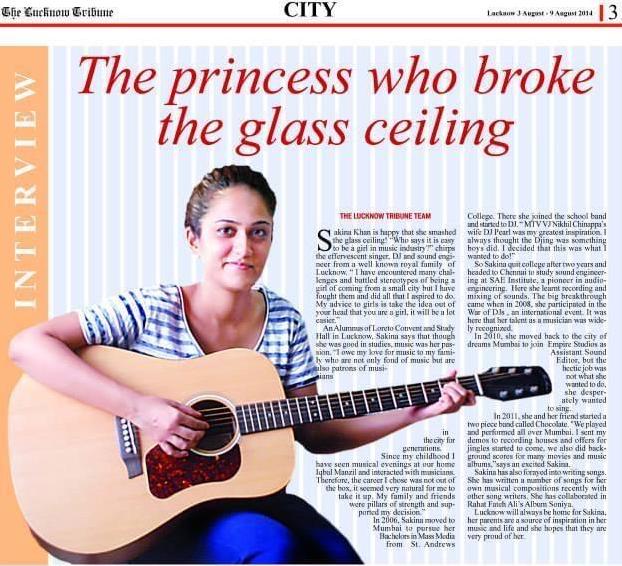 The Lucknow Tribune
CITY
Lucknow 3 August - 9 August 2014
3
INTERVIEW
The princess who broke
the glass ceiling
THE LUCKNOW TRIBUNE TEAM
Sakina Khan is happy that she smashed
the glass ceiling! "Who says it is easy
to be a girl in music industry?" chirps
the effervescent singer, DJ and sound engi-
neer from a well known royal family of
Lucknow. " I have encountered many chal-
lenges and battled stereotypes of being a
girl of coming from a small city but I have
fought them and did all that I aspired to do.
My advice to girls is take the idea out of
your head that you are a girl, it will be a lot
easier."
An Alumnus of Loreto Convent and Study
Hall in Lucknow, Sakina says that though
she was good in studies, music was her pas-
sion. "I owe my love for music to my fami-
ly who are not only fond of music but are
also patrons of musi-
cians
in
the city for
generations.
Since my childhood I
have seen musical evenings at our home
Iqbal Manzil and interacted with musicians.
Therefore, the career I chose was not out of
the box, it seemed very natural for me to
take it up. My family and friends
were pillars of strength and sup-
ported my decision."
In 2006, Sakina moved to
Mumbai to pursue her
Bachelors in Mass Media
from St. Andrews
College. There she joined the school band
and started to DJ. " MTV VJ Nikhil Chinappa's
wife DJ Pearl was my greatest inspiration. I
always thought the Djing was something
boys did. I decided that this was what I
wanted to do!"
So Sakina quit college after two years and
headed to Chennai to study sound engineer-
ing at SAE Institute, a pioneer in audio-
engineering. Here she learnt recording and
mixing of sounds. The big breakthrough
came when in 2008, she participated in the
War of DJs , an international event. It was
here that her talent as a musician was wide-
ly recognized.
In 2010, she moved back to the city of
dreams Mumbai to join Empire Studios as
Assistant Sound
Editor, but the
hectic job was
not what she
wanted to do,
she desper-
ately wanted
to sing.
In 2011, she and her friend started a
two piece band called Chocolate. "We played
and performed all over Mumbai. I sent my
demos to recording houses and offers for
jingles started to come, we also did back-
ground scores for many movies and music
albums,"says an excited Sakina.
Sakina has also forayed into writing songs.
She has written a number of songs for her
own musical compositions recently with
other song writers. She has collaborated in
Rahat Fateh Ali's Album Soniya.
Lucknow will always be home for Sakina,
her parents are a source of inspiration in her
music and life and she hopes that they are
very proud of her.